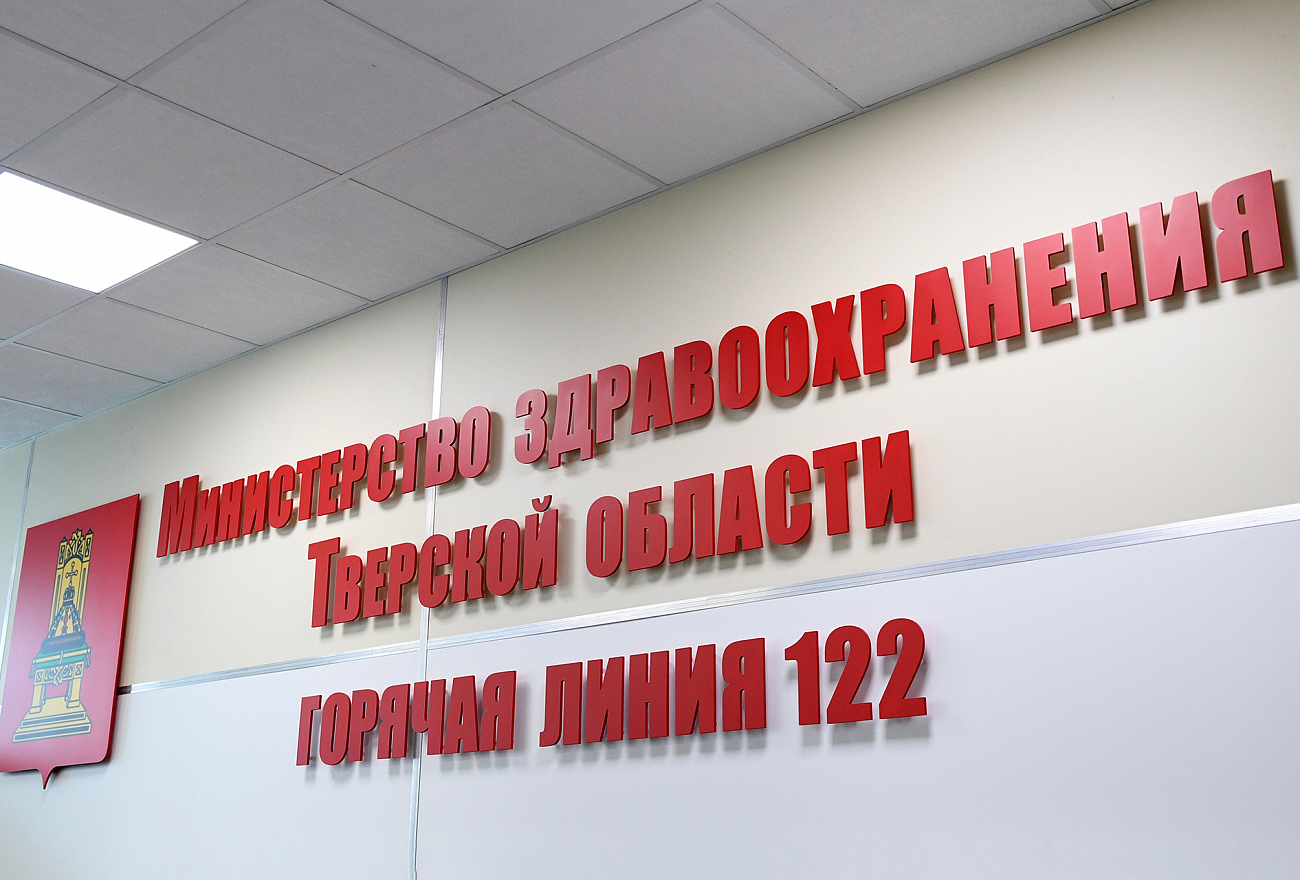 Министерство здравоохранения
Тверской области
горячая линия 122